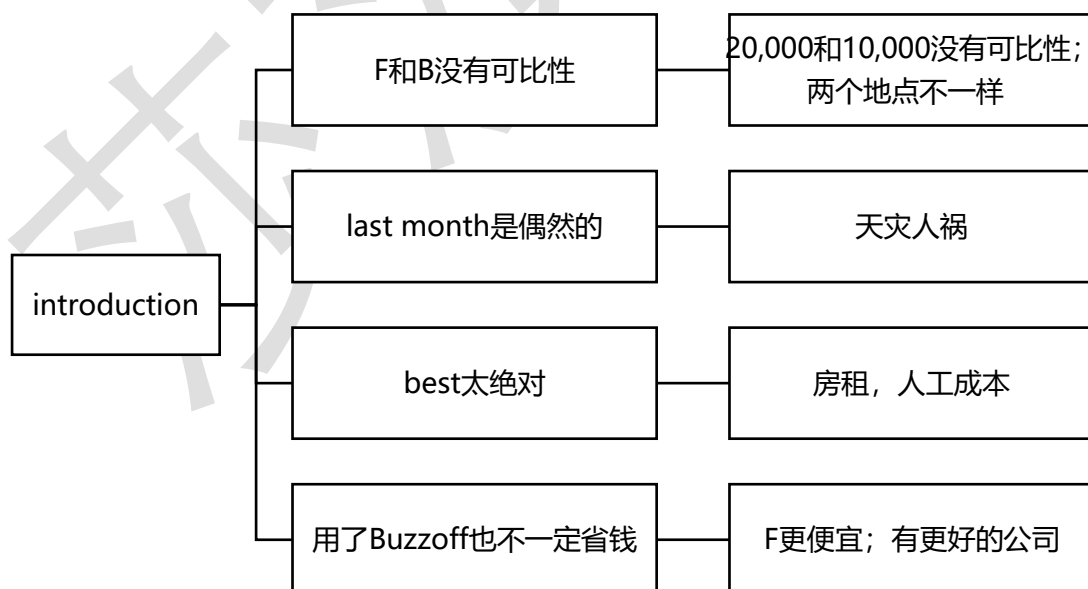 introduction
F和B没有可比性
20,000和10,000没有可比性；
两个地点不一样
last month是偶然的
天灾人祸
best太绝对
房租，人工成本
用了Buzzoff也不一定省钱
F更便宜；有更好的公司